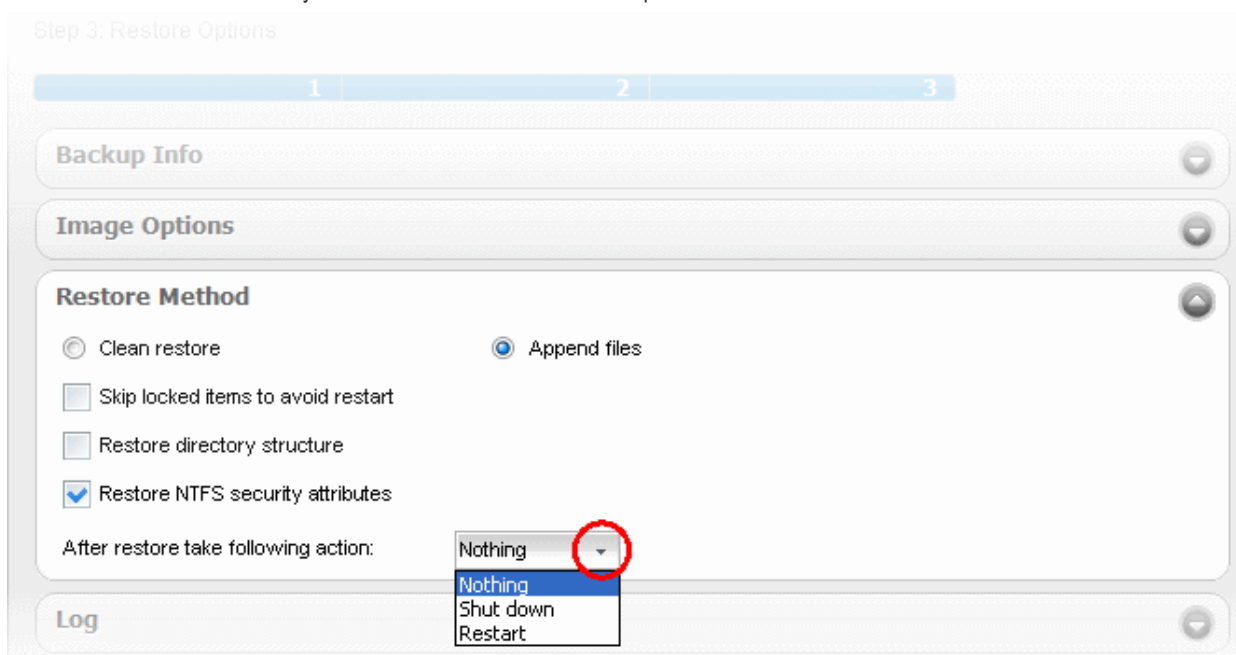 Step 3: Restore Options
1 2 3
Backup Info
Image Options
Restore Method
Clean restore Append files
Skip locked items to avoid restart
Restore directory structure
Restore NTFS security attributes
After restore take following action: Nothing
Nothing
Shut down
Restart
Log